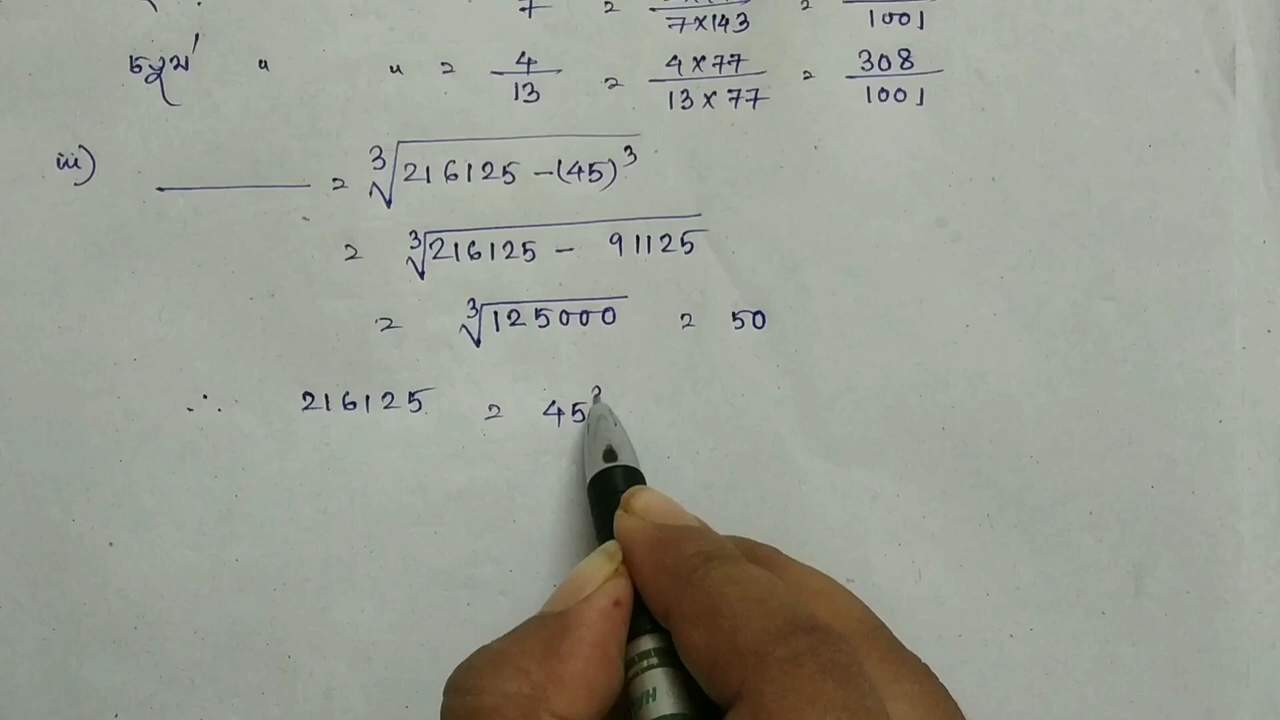 7 = 7×143 = 1001
" " = 4/13 = 4×77/13×77 = 308/1001
iii) ______ = ∛216125 – (45)³
= ∛216125 – 91125
= ∛125000 = 50
∴ 216125 = 45³